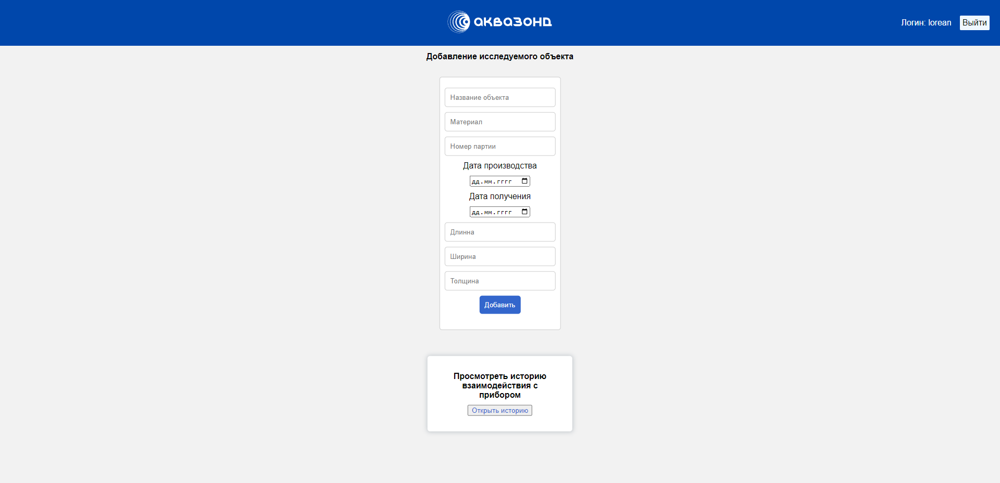 аквазонд
Логин: lorean
Выйти
Добавление исследуемого объекта
Название объекта
Материал
Номер партии
Дата производства
дд.мм.гггг
Дата получения
дд.мм.гггг
Длинна
Ширина
Толщина
Добавить
Просмотреть историю
взаимодействия с
прибором
Открыть историю